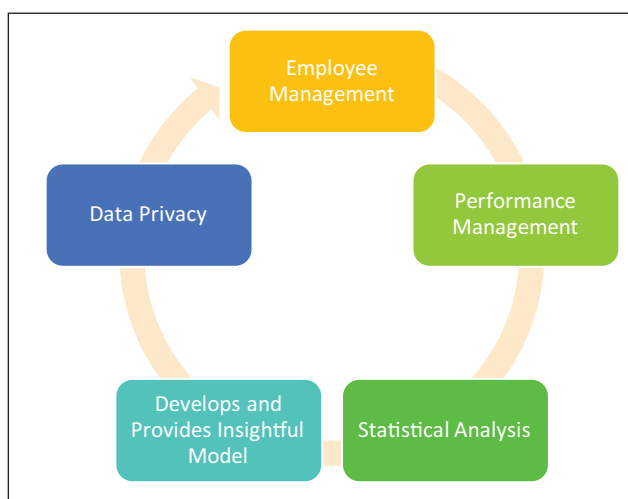 Employee
Management
Performance
Management
Statistical Analysis
Develops and
Provides Insightful
Model
Data Privacy